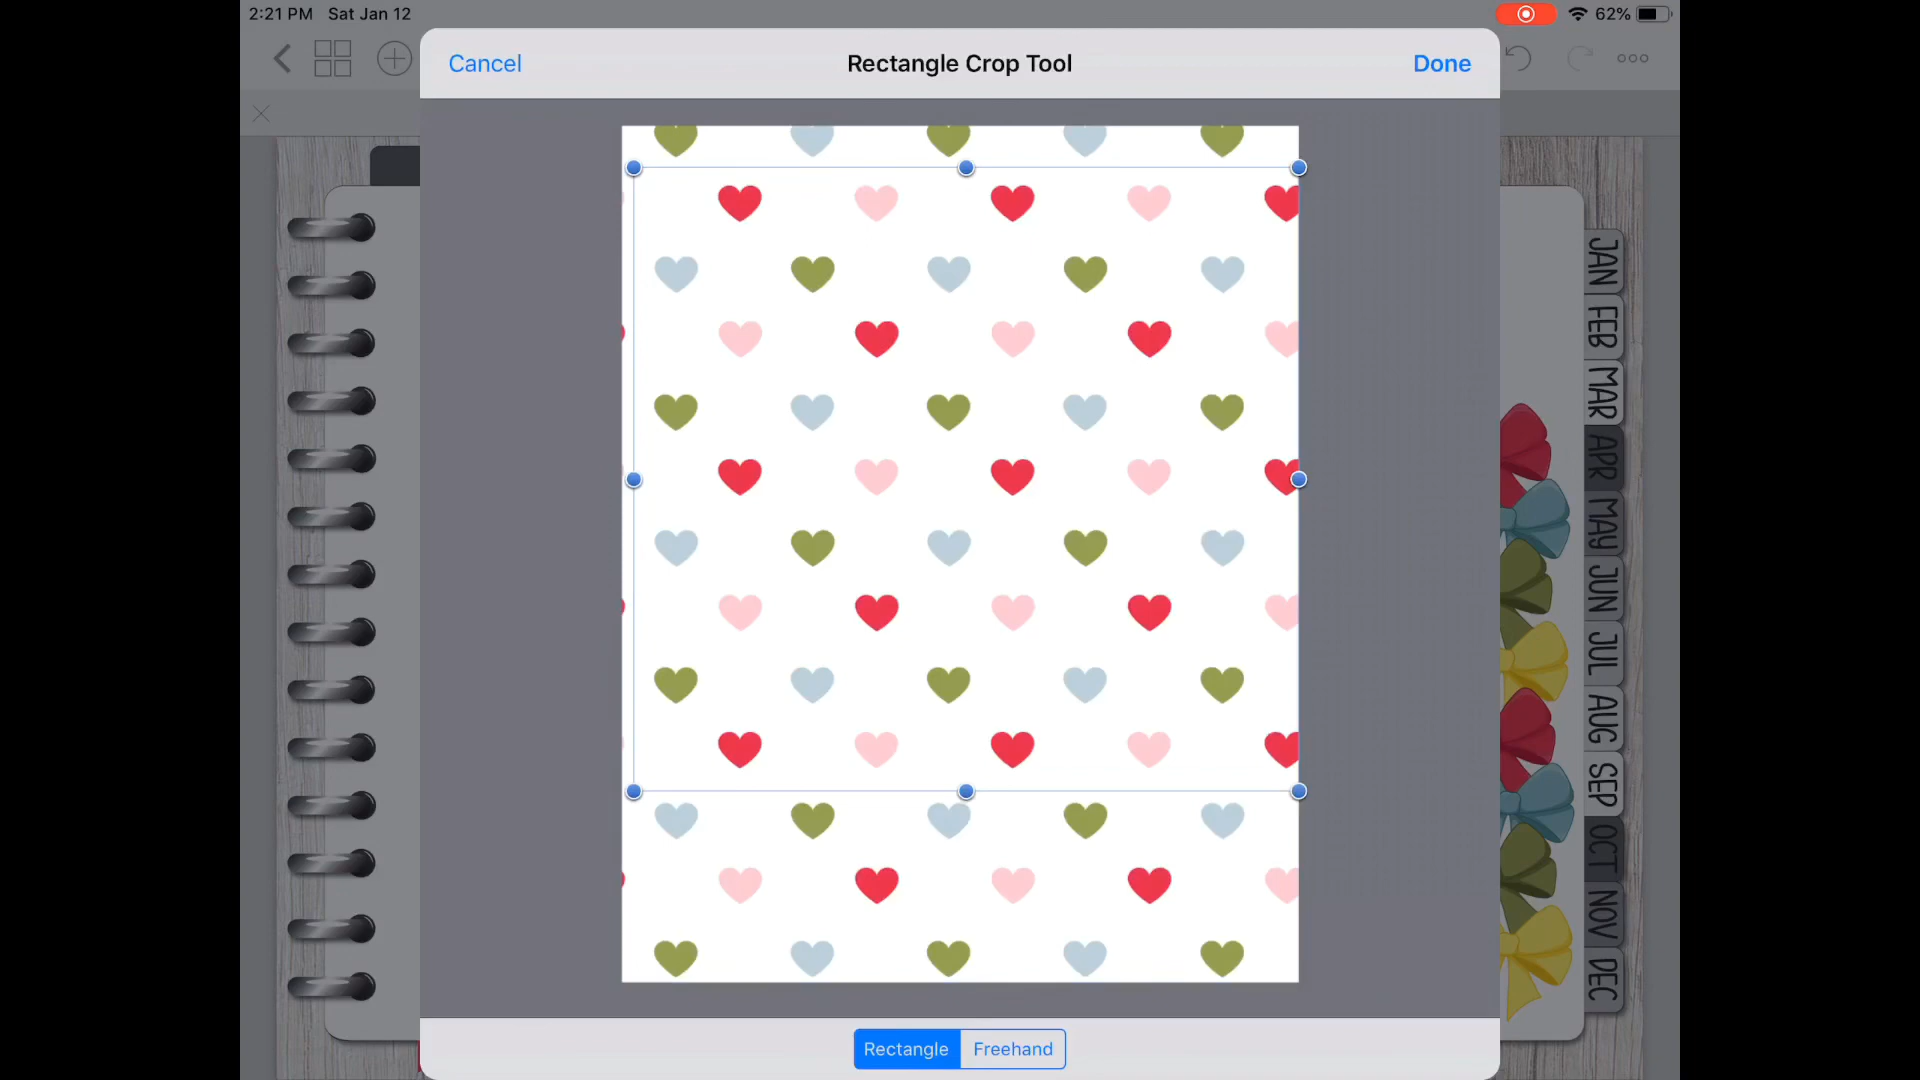 2:21 PM Sat Jan 12
62%
Cancel
Rectangle Crop Tool
Done
JAN
FEB
MAR
APR
MAY
JUN
JUL
AUG
SEP
OCT
NOV
DEC
Rectangle
Freehand